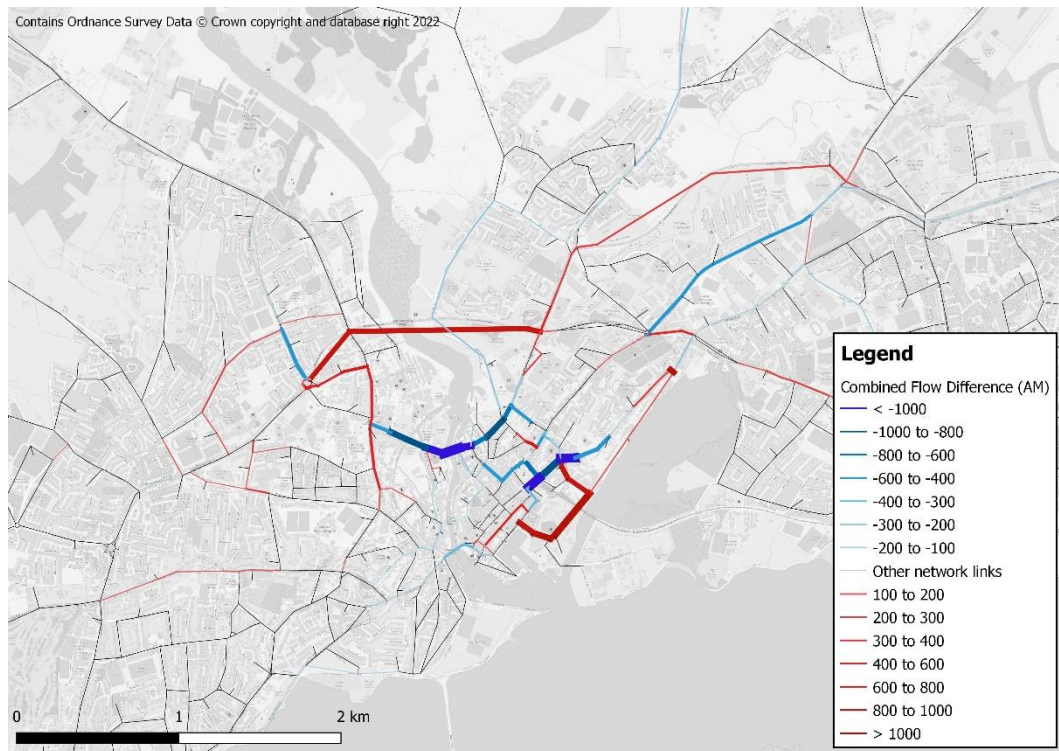 Contains Ordnance Survey Data © Crown copyright and database right 2022
Legend
Combined Flow Difference (AM)
< -1000
-1000 to -800
-800 to -600
-600 to -400
-400 to -300
-300 to -200
-200 to -100
Other network links
100 to 200
200 to 300
300 to 400
400 to 600
600 to 800
800 to 1000
> 1000
0 1 2 km